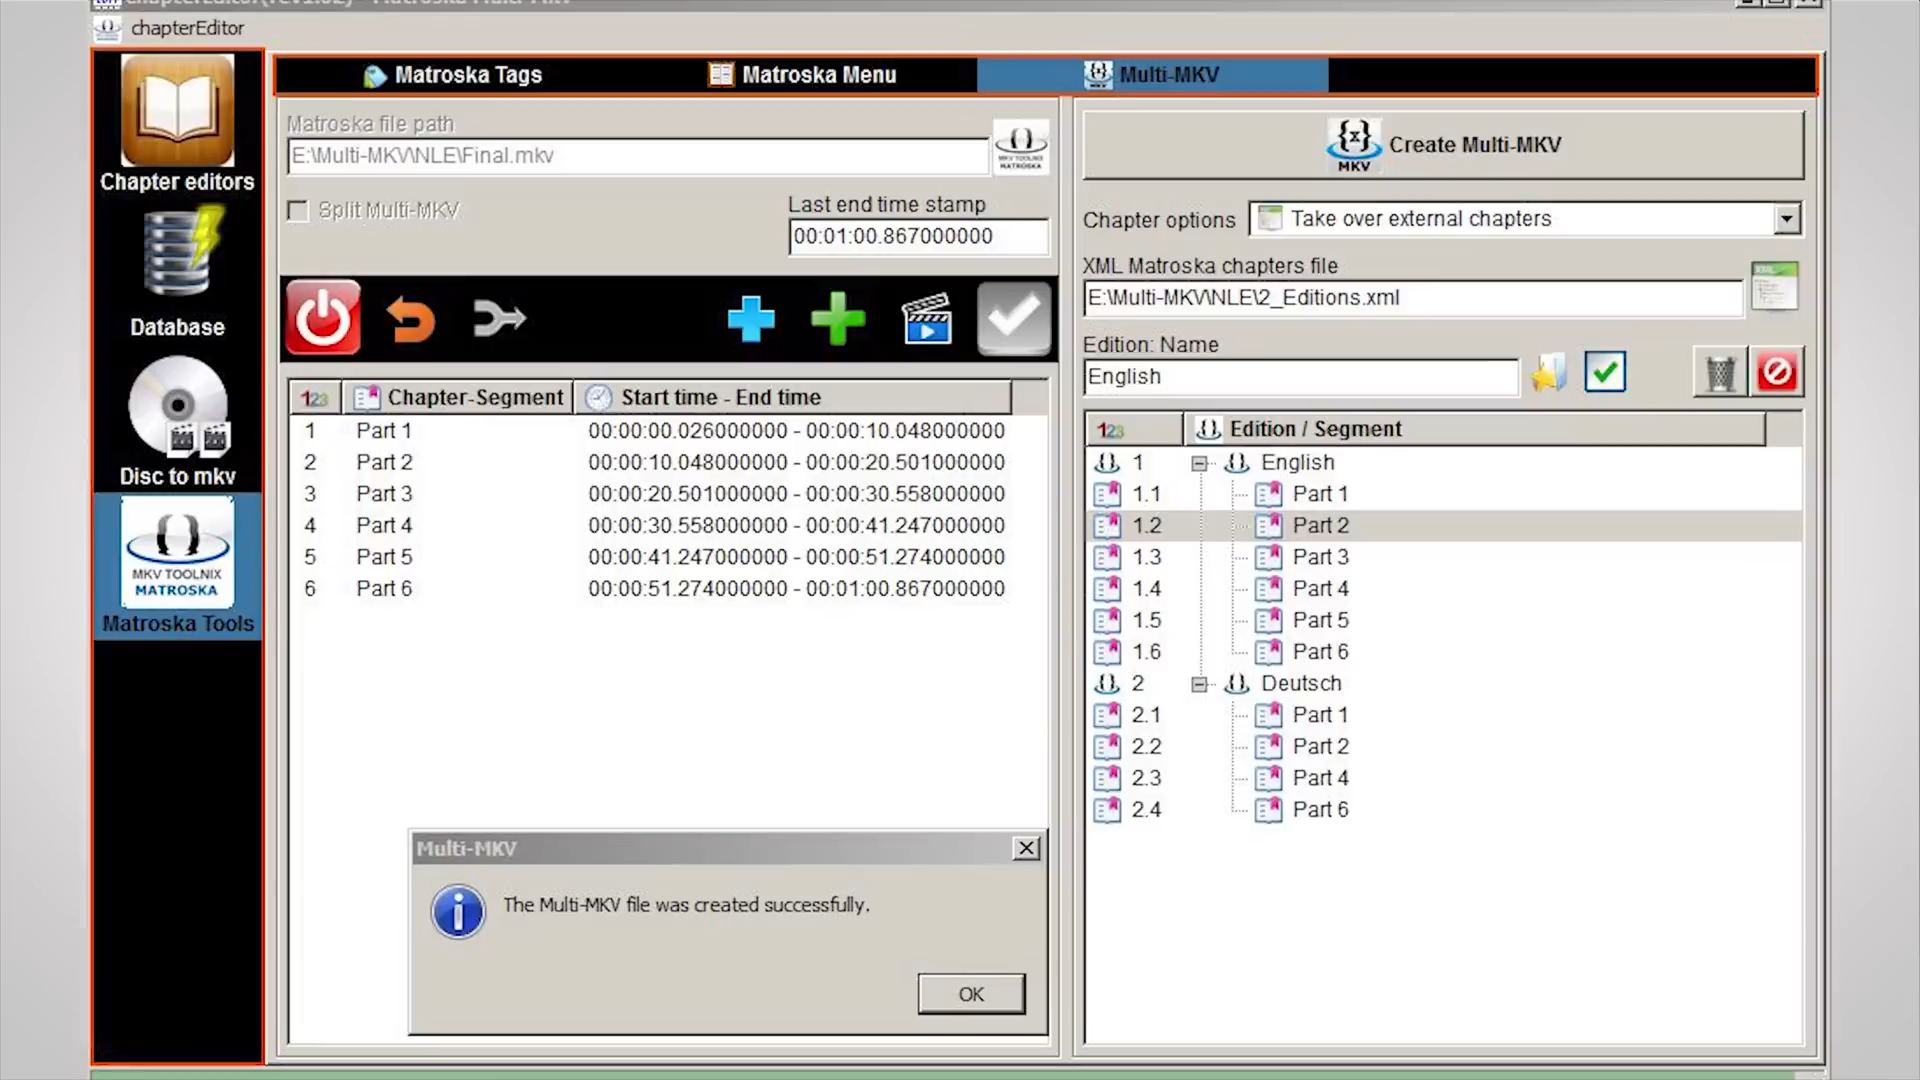 chapterEditor
Chapter editors
Database
Disc to mkv
MKV TOOLNIX
MATROSKA
Matroska Tools
Matroska Tags
Matroska Menu
Multi-MKV
Matroska file path
E:\Multi-MKV\NLE\Final.mkv
MKV TOOLNIX
MATROSKA
Split Multi-MKV
Last end time stamp
00:01:00.867000000
123 Chapter-Segment Start time - End time
1 Part 1 00:00:00.026000000 - 00:00:10.048000000
2 Part 2 00:00:10.048000000 - 00:00:20.501000000
3 Part 3 00:00:20.501000000 - 00:00:30.558000000
4 Part 4 00:00:30.558000000 - 00:00:41.247000000
5 Part 5 00:00:41.247000000 - 00:00:51.274000000
6 Part 6 00:00:51.274000000 - 00:01:00.867000000
Multi-MKV
The Multi-MKV file was created successfully.
OK
MKV
Create Multi-MKV
Chapter options Take over external chapters
XML Matroska chapters file
E:\Multi-MKV\NLE\2_Editions.xml
XML
Edition: Name
English
123 Edition / Segment
1 English
1.1 Part 1
1.2 Part 2
1.3 Part 3
1.4 Part 4
1.5 Part 5
1.6 Part 6
2 Deutsch
2.1 Part 1
2.2 Part 2
2.3 Part 4
2.4 Part 6